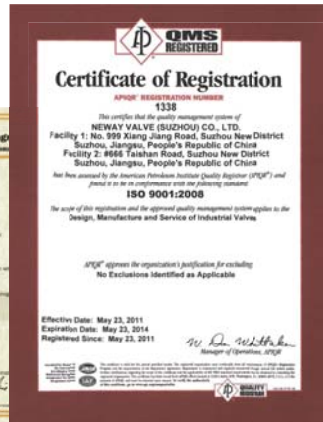 QMS
REGISTERED
Certificate of Registration
APIQR® REGISTRATION NUMBER
1338
This certifies that the quality management system of
NEWAY VALVE (SUZHOU) CO., LTD.
Facility 1: No. 999 Xiang Jiang Road, Suzhou New District
Suzhou, Jiangsu, People's Republic of China
Facility 2: #666 Taishan Road, Suzhou New District
Suzhou, Jiangsu, People's Republic of China
has been assessed by the American Petroleum Institute Quality Registrar (APIQR®) and
found it to be in conformance with the following standard:
ISO 9001:2008
The scope of this registration and the approved quality management system applies to the
Design, Manufacture and Service of Industrial Valves
APIQR® approves the organization's justification for excluding
No Exclusions Identified as Applicable
Effective Date: May 23, 2011
Expiration Date: May 23, 2014
Registered Since: May 23, 2011
Manager of Operations, APIQR
QUALITY
REGISTRAR